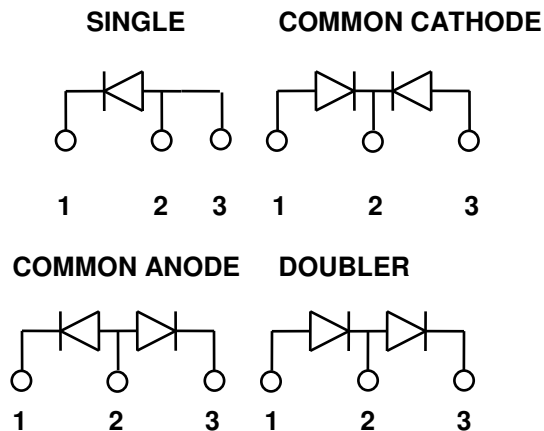 SINGLE COMMON CATHODE
1 2 3 1 2 3
COMMON ANODE DOUBLER
1 2 3 1 2 3